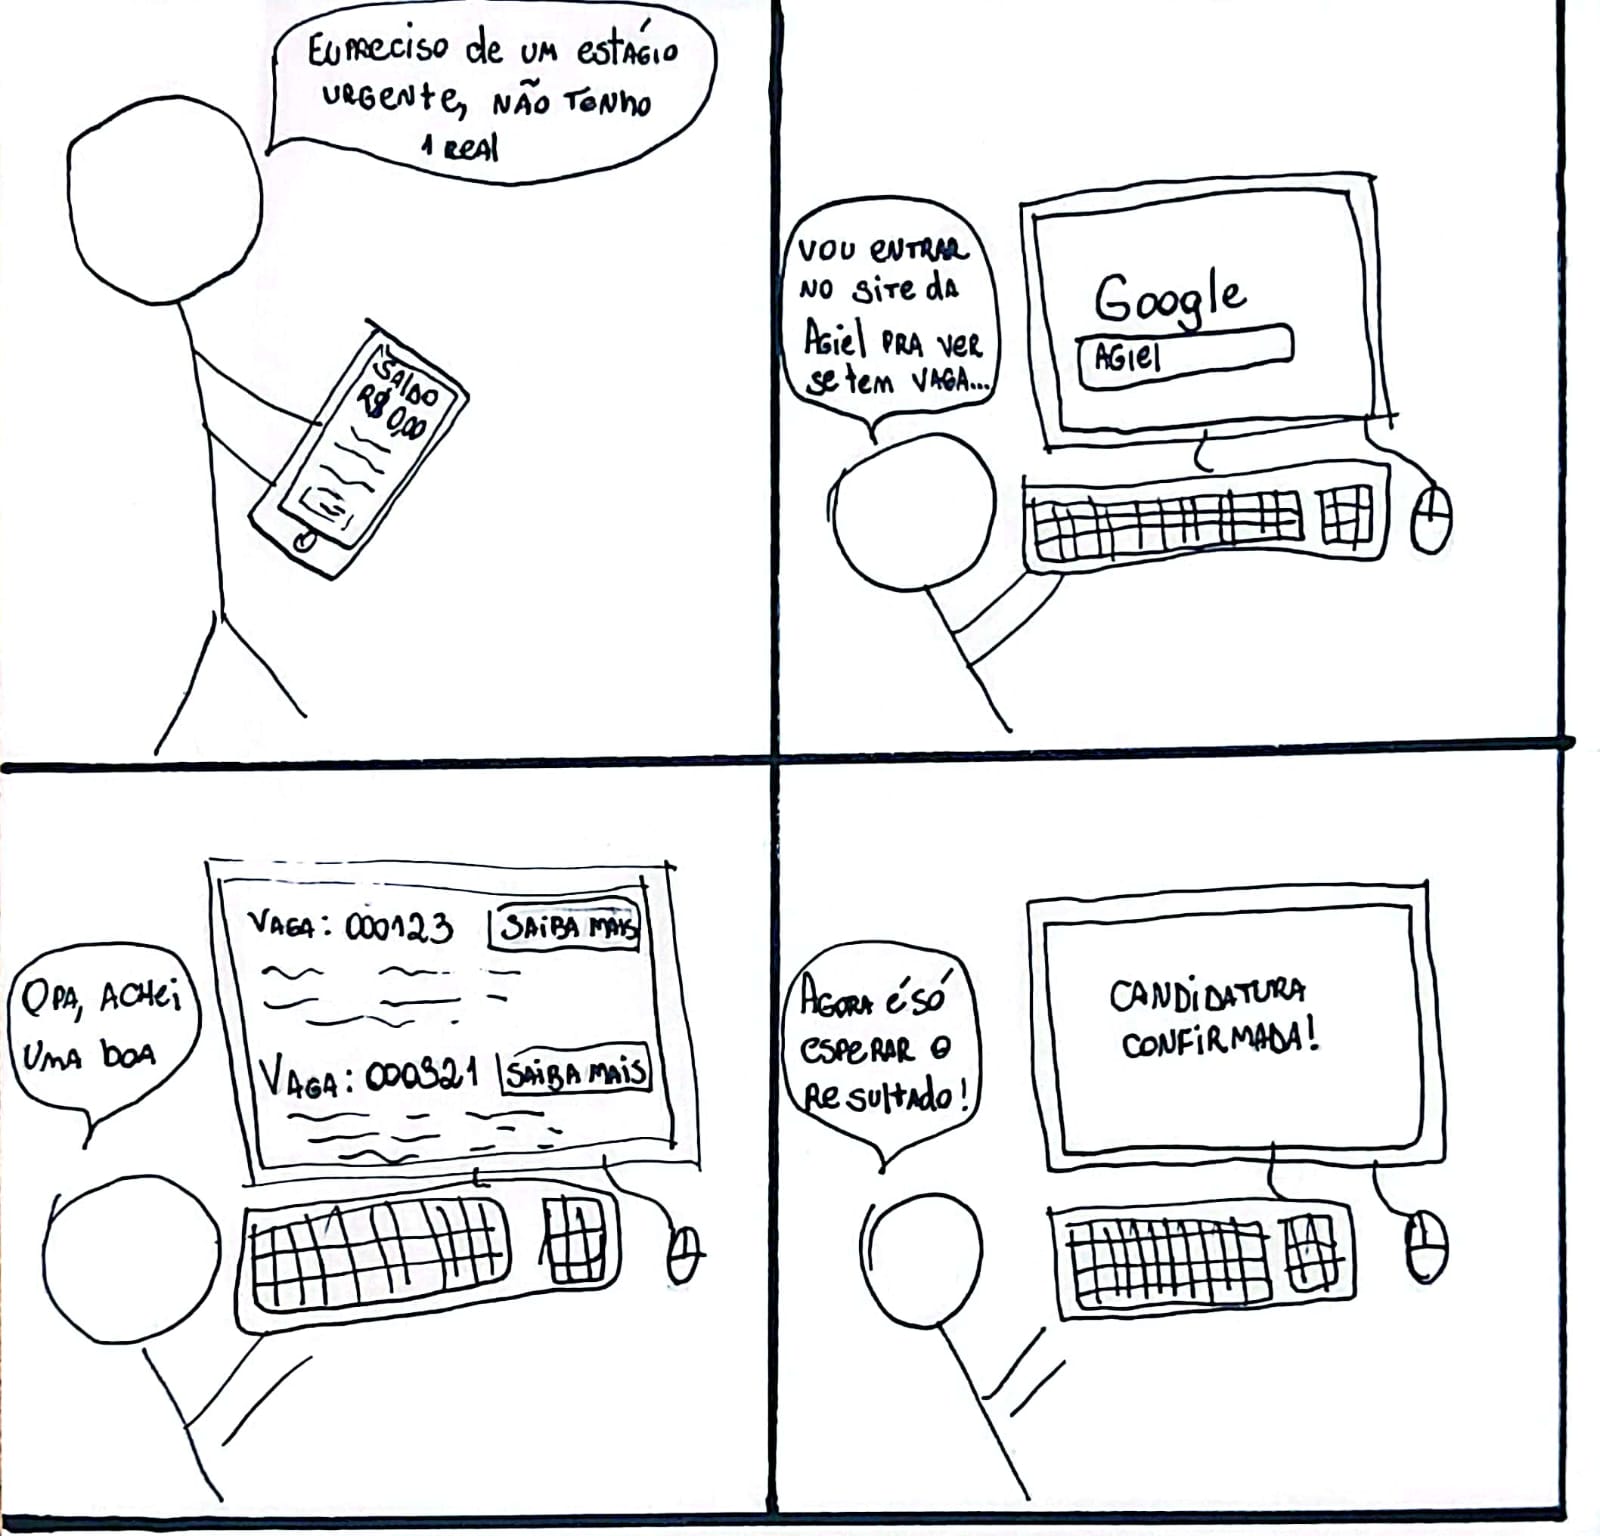 EU PRECISO de UM ESTÁGIO
URGENTE, NÃO TENHO
1 REAL
SALDO
R$ 0,00
VOU ENTRAR
NO SITE dA
AGiel PRA VER
SE tem VAGA...
Google
AGIEl
OPA, ACHEi
UMA bOA
VAGA: 000123 SAiBA MAIS
VAGA: 000321 SAiBA MAIS
AGORA É SÓ
ESPERAR O
RESULTADO!
CANDiDATURA
CONFiRMADA!